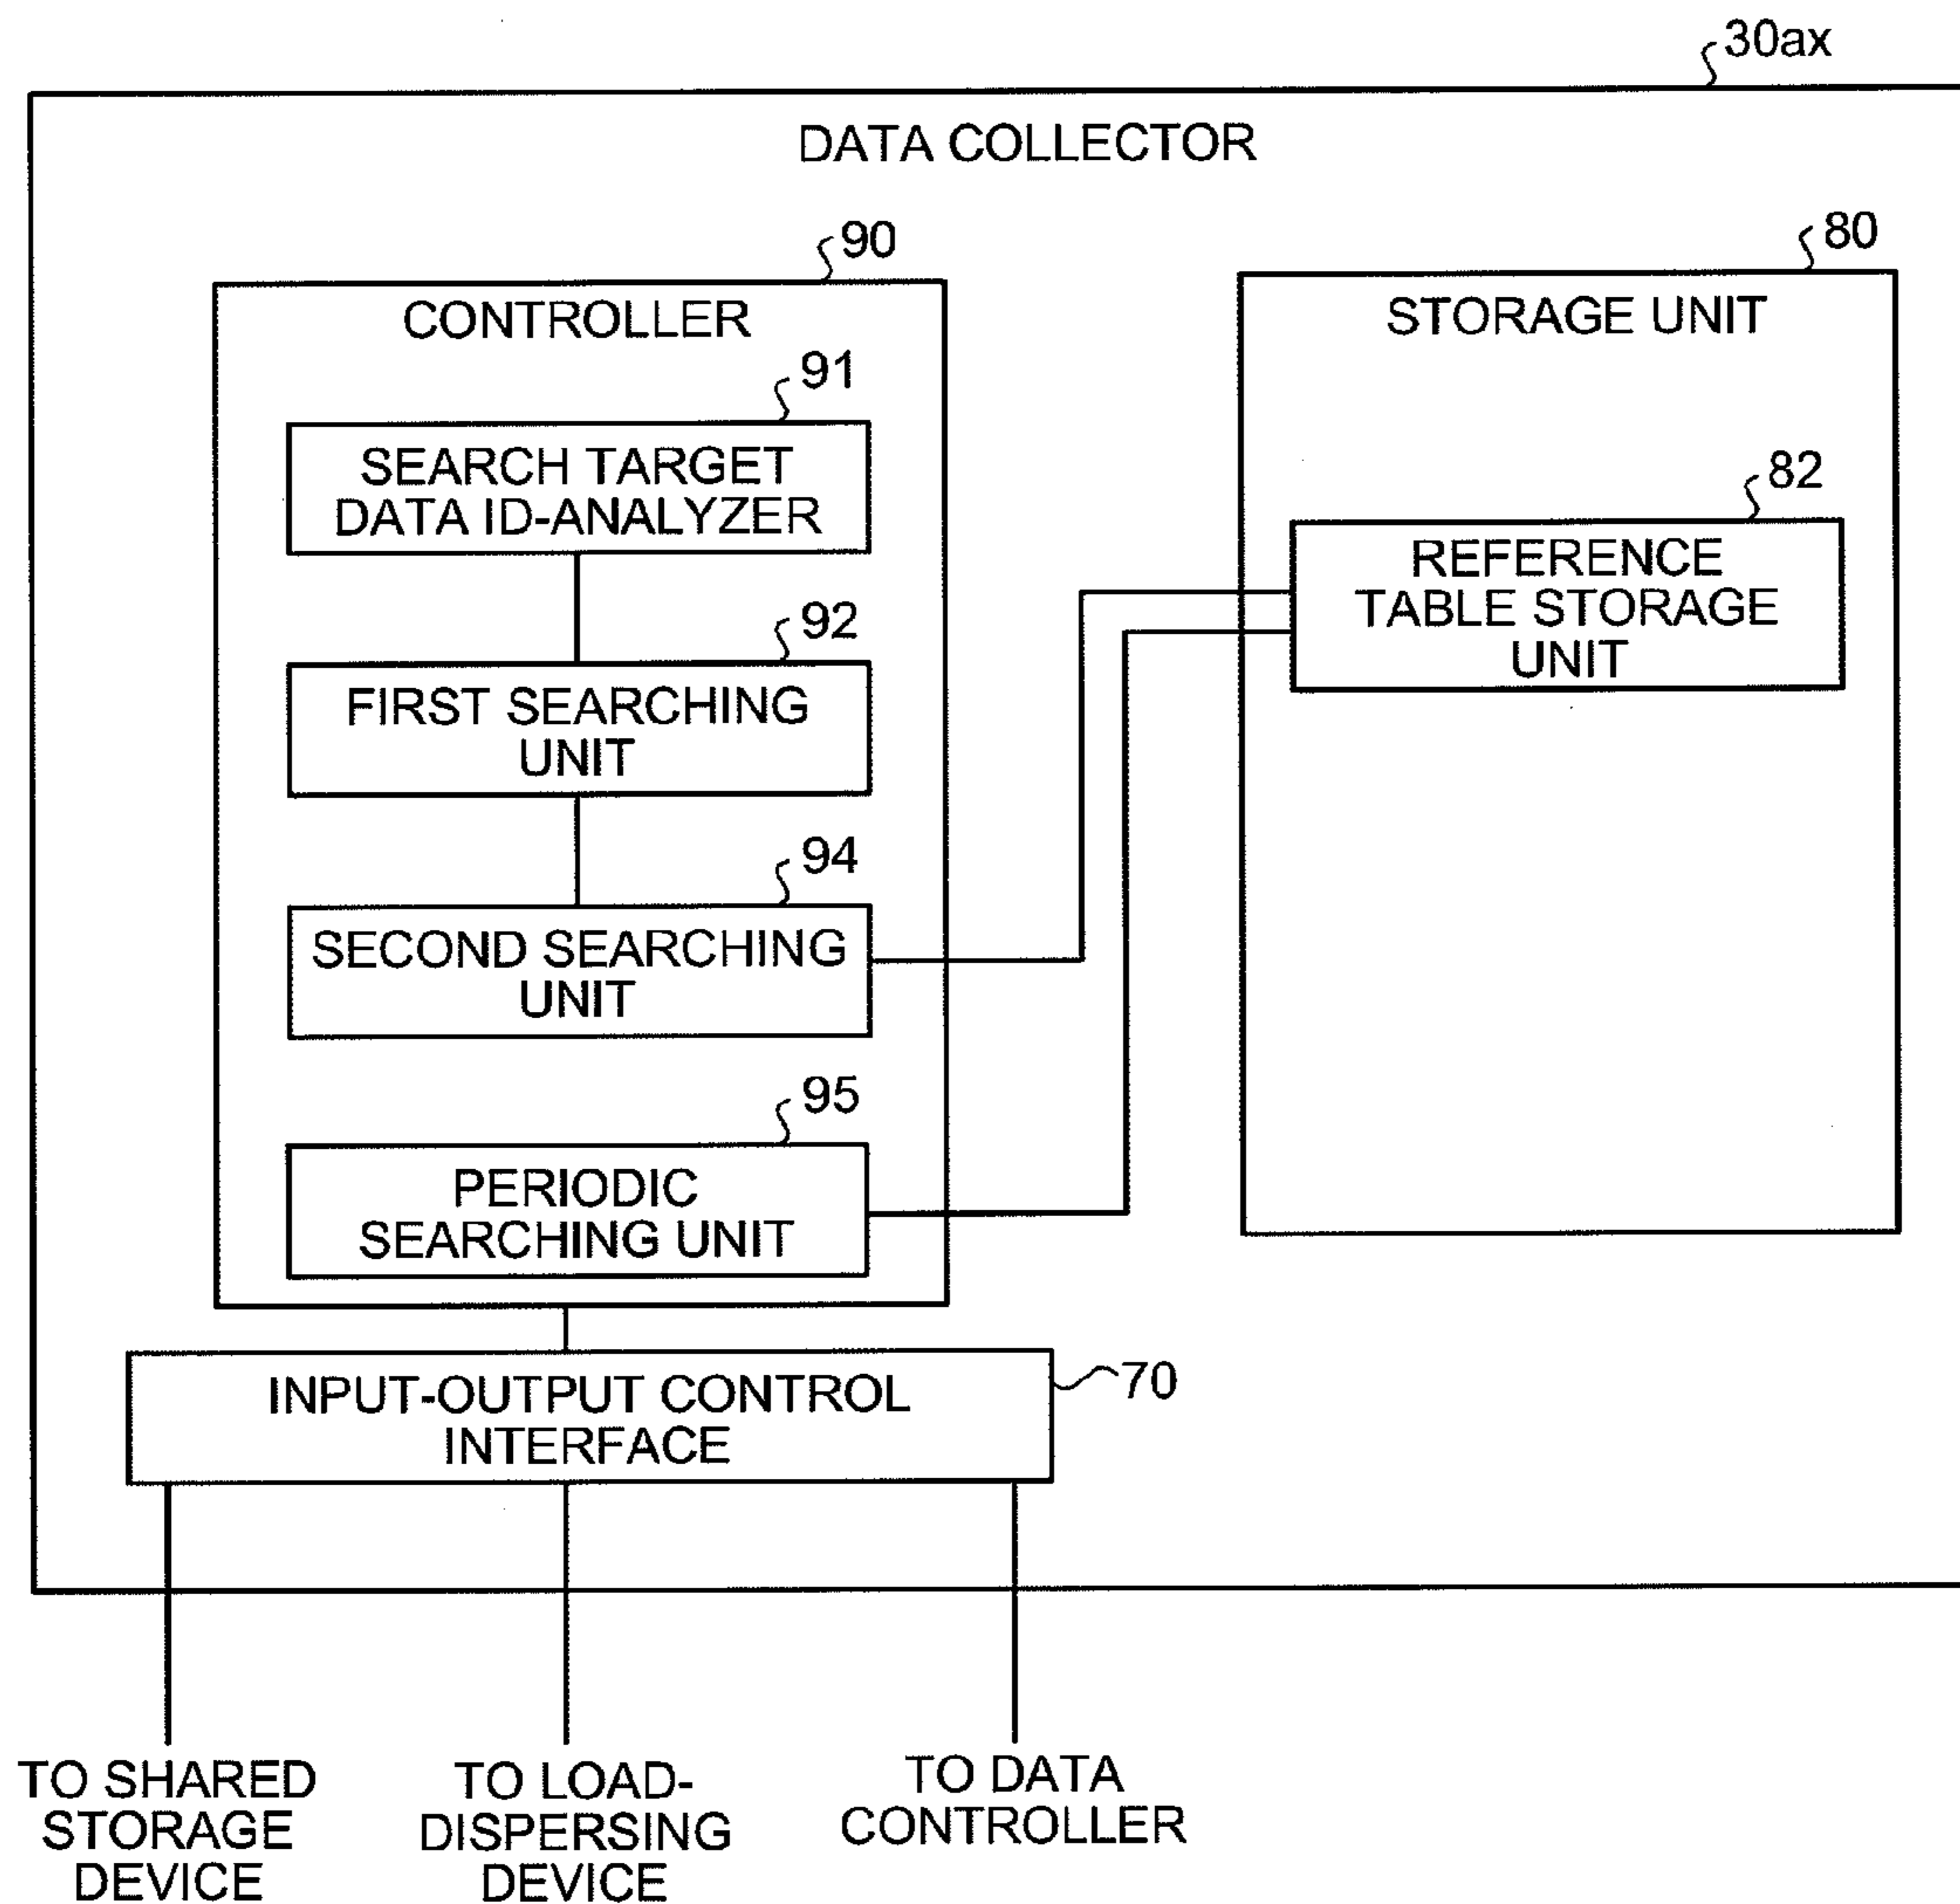 30ax
DATA COLLECTOR
90
CONTROLLER
91
SEARCH TARGET
DATA ID-ANALYZER
92
FIRST SEARCHING
UNIT
94
SECOND SEARCHING
UNIT
95
PERIODIC
SEARCHING UNIT
80
STORAGE UNIT
82
REFERENCE
TABLE STORAGE
UNIT
INPUT-OUTPUT CONTROL
INTERFACE
70
TO SHARED
STORAGE
DEVICE
TO LOAD-
DISPERSING
DEVICE
TO DATA
CONTROLLER